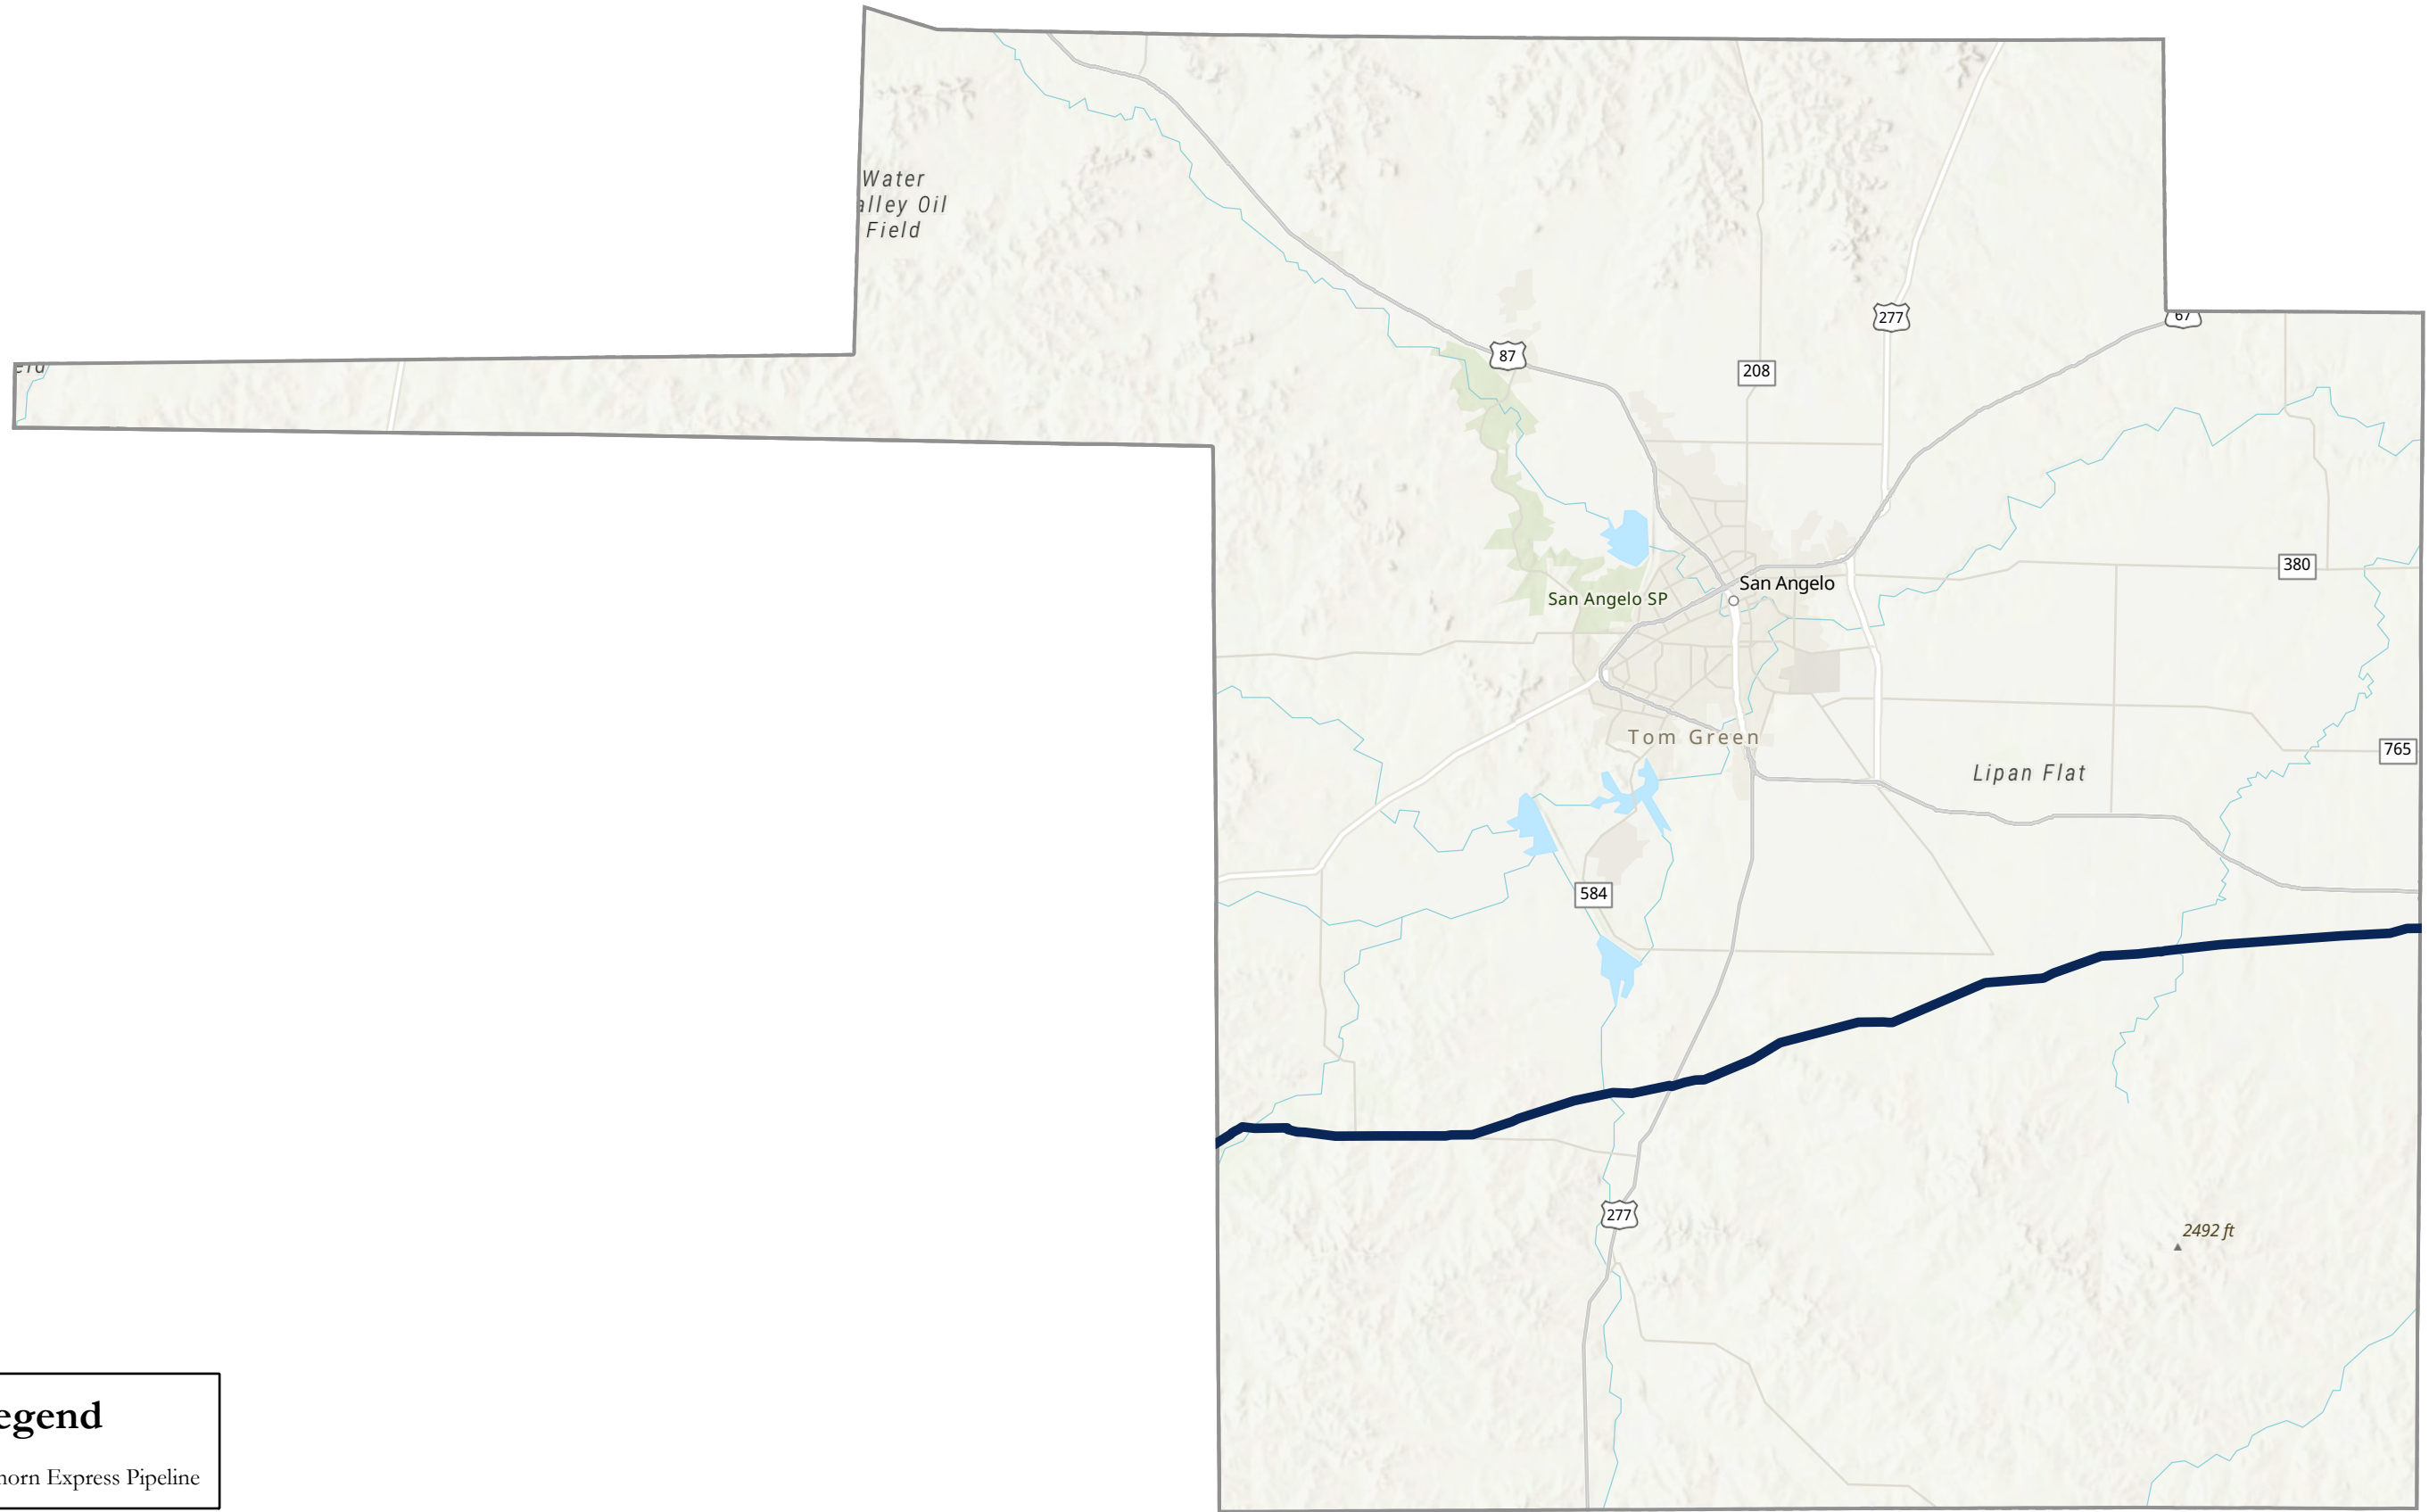 Water
alley Oil
Field
eld
87
208
277
67
380
San Angelo
San Angelo SP
Tom Green
765
Lipan Flat
584
277
2492 ft
egend
horn Express Pipeline